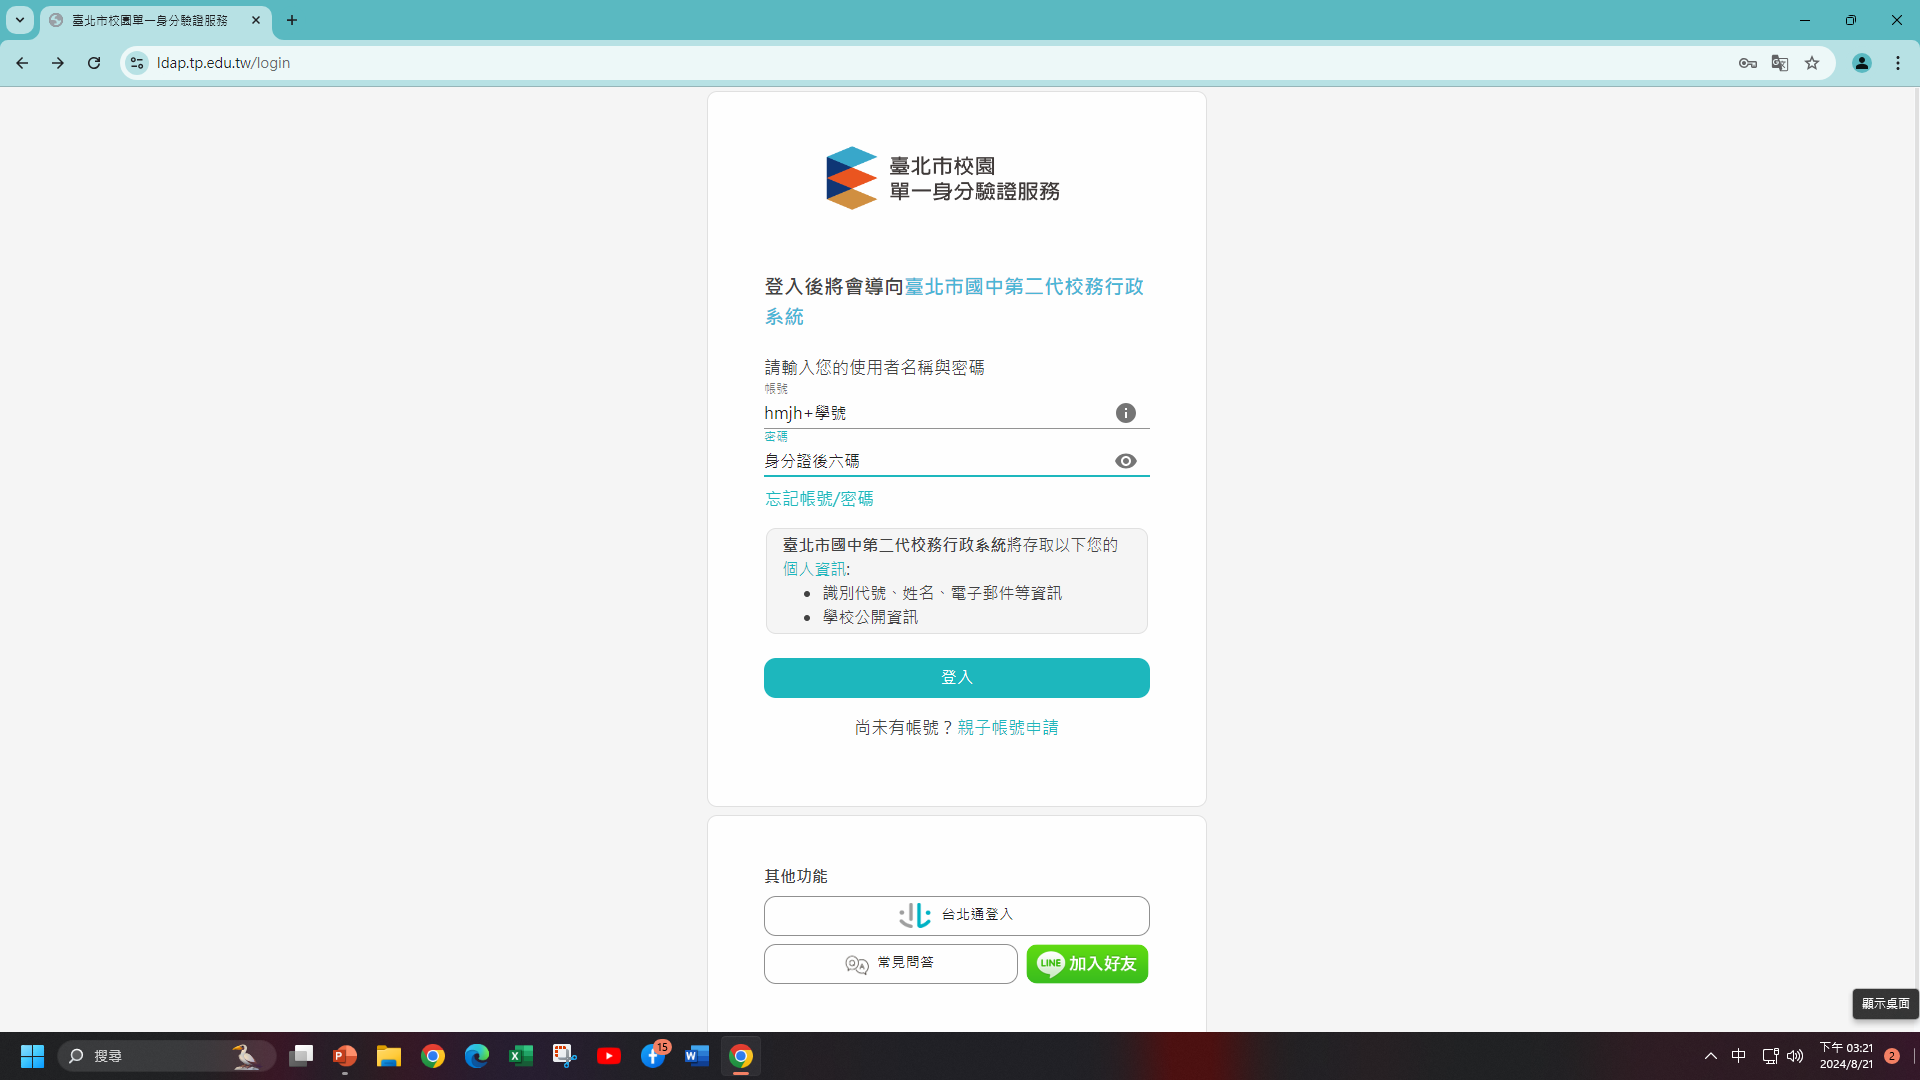 臺北市校園單一身分驗證服務
ldap.tp.edu.tw/login
臺北市校園
單一身分驗證服務
登入後將會導向臺北市國中第二代校務行政
系統
請輸入您的使用者名稱與密碼
帳號
hmjh+學號
密碼
身分證後六碼
忘記帳號/密碼
臺北市國中第二代校務行政系統將存取以下您的
個人資訊:
識別代號、姓名、電子郵件等資訊
學校公開資訊
登入
尚未有帳號？親子帳號申請
其他功能
台北通登入
Q A 常見問答
LINE 加入好友
顯示桌面
搜尋
P
X
15
W
中
下午 03:21
2024/8/21
2